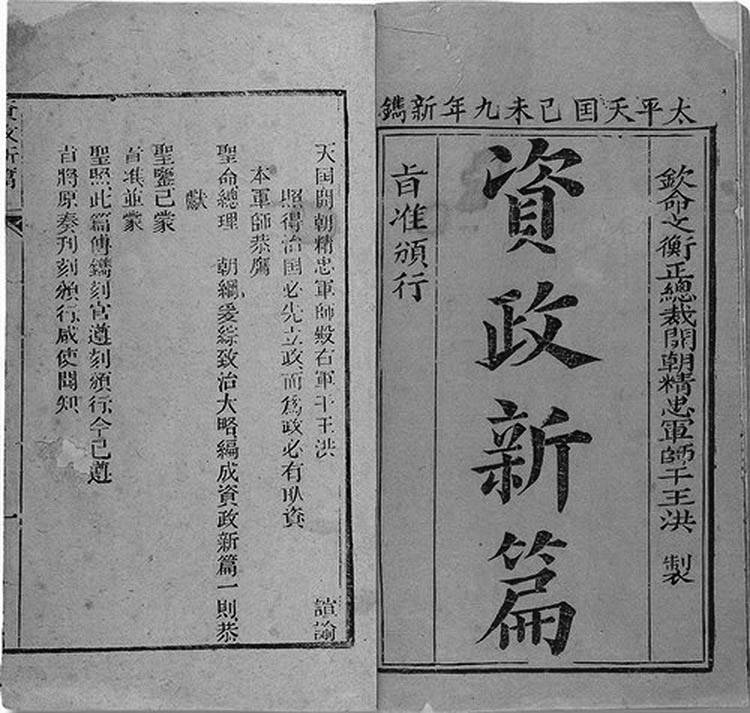 太平天囯己未九年新鐫
欽命文衡正總裁開朝精忠軍師干王洪 製
資政新篇
旨准頒行
天囯開朝精忠軍師殿右軍干王洪 諠諭
照得治囯必先立政而為政必有取資
本軍師恭膺
聖命總理 朝綱爰綜致治大略編成資政新篇一則恭
獻
聖鑒已蒙
旨準並蒙
聖照此篇傳鐫刻官遵刻頒行今已遵
旨將原奏刊刻頒行咸使聞知
資政新篇
一